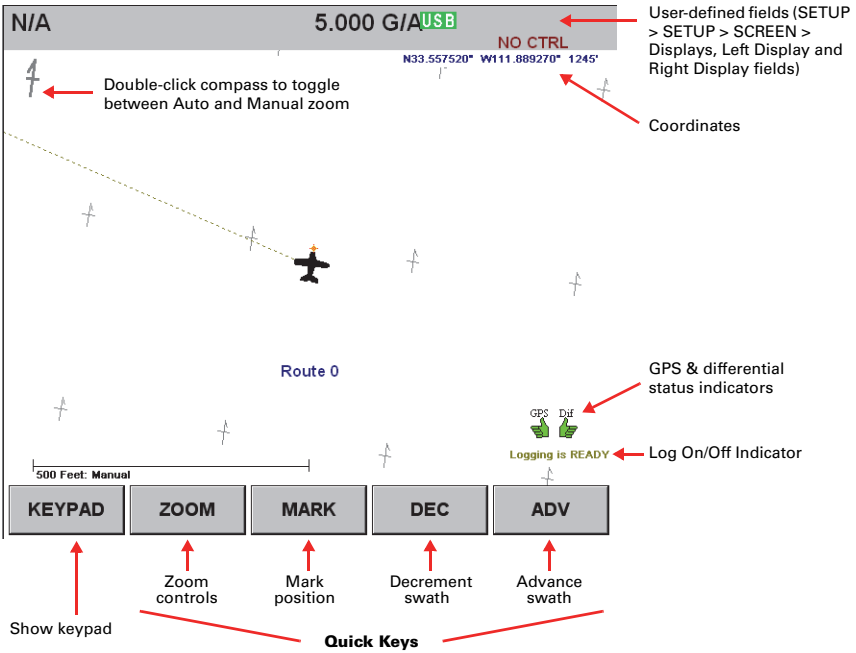 N/A
5.000 G/A
USB
NO CTRL
N33.557520" W111.889270" 1245'
User-defined fields (SETUP
> SETUP > SCREEN >
Displays, Left Display and
Right Display fields)
Double-click compass to toggle
between Auto and Manual zoom
Coordinates
Route 0
GPS & differential
status indicators
GPS Dif
Logging is READY
Log On/Off Indicator
500 Feet: Manual
KEYPAD
ZOOM
MARK
DEC
ADV
Zoom
controls
Mark
position
Decrement
swath
Advance
swath
Show keypad
Quick Keys